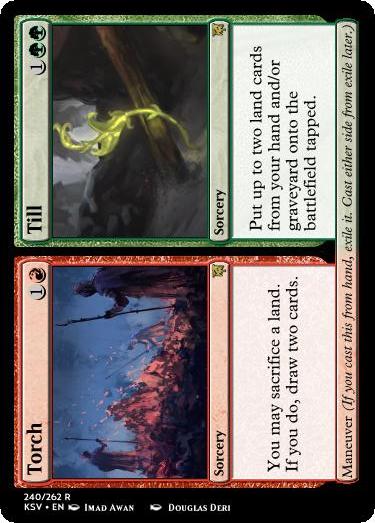 Torch
1
Sorcery
You may sacrifice a land.
If you do, draw two cards.
Till
1
Sorcery
Put up to two land cards
from your hand and/or
graveyard onto the
battlefield tapped.
Maneuver (If you cast this from hand, exile it. Cast either side from exile later.)
240/262 R
KSV • EN Imad Awan Douglas Deri